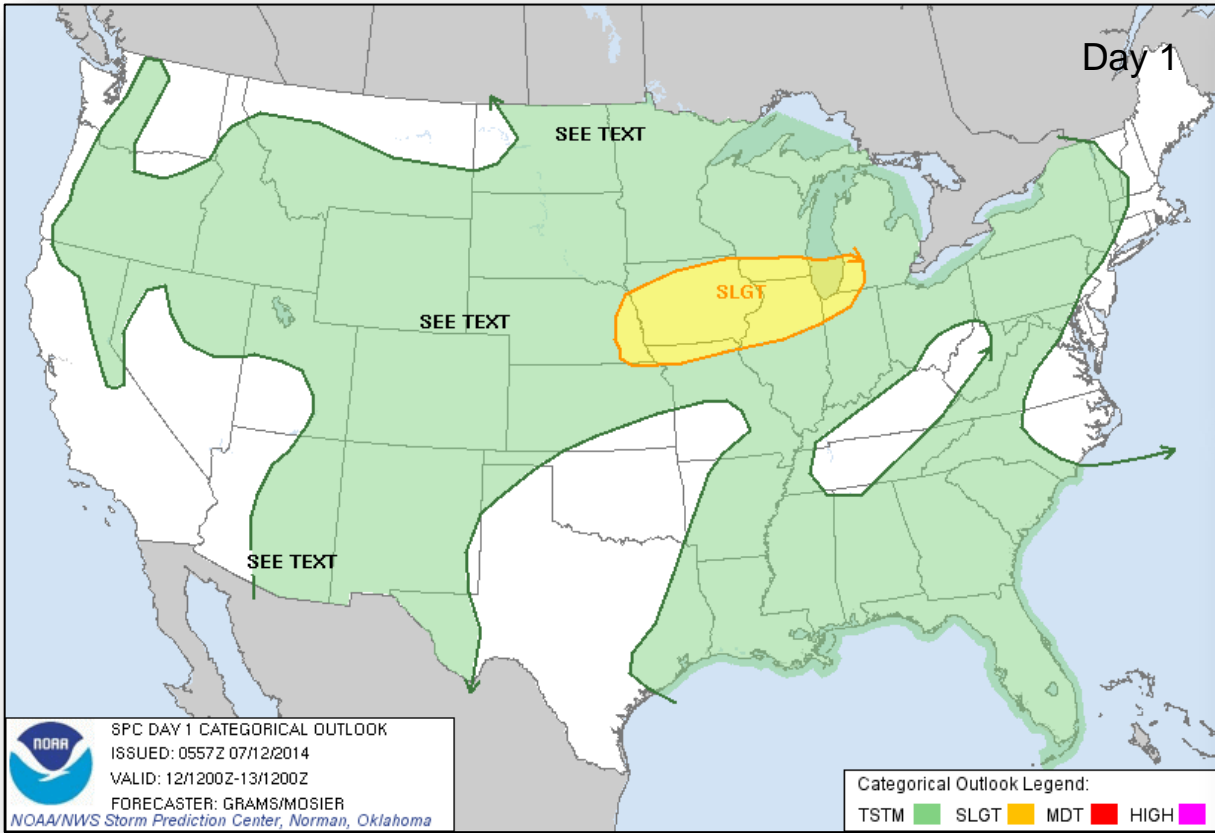 Day 1
SEE TEXT
SLGT
SEE TEXT
SEE TEXT
NOAA
SPC DAY 1 CATEGORICAL OUTLOOK
ISSUED: 0557Z 07/12/2014
VALID: 12/1200Z-13/1200Z
FORECASTER: GRAMS/MOSIER
NOAA/NWS Storm Prediction Center, Norman, Oklahoma
Categorical Outlook Legend:
TSTM SLGT MDT HIGH